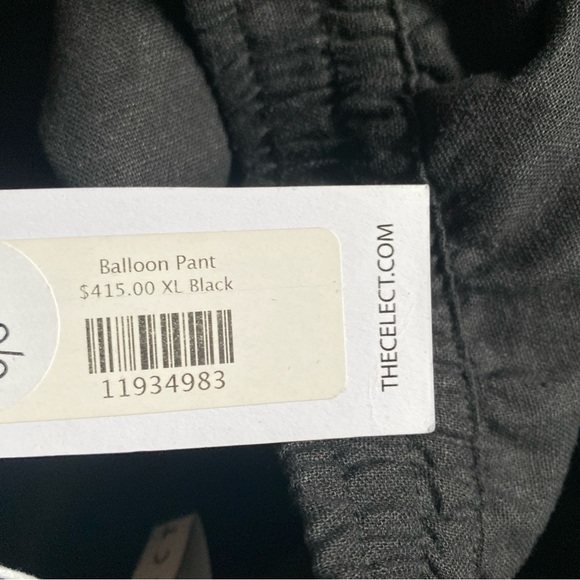 Balloon Pant
$415.00 XL Black
11934983
THECELECT.COM